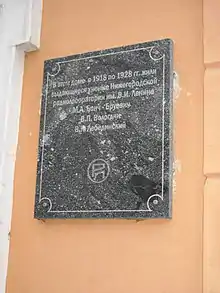 В этом доме в 1918 по 1928 гг. жили
выдающиеся ученые Нижегородской
радиолаборатории им. В.И. Ленина
М.А. Бонч-Бруевич
В.П. Вологдин
В.К. Лебединский